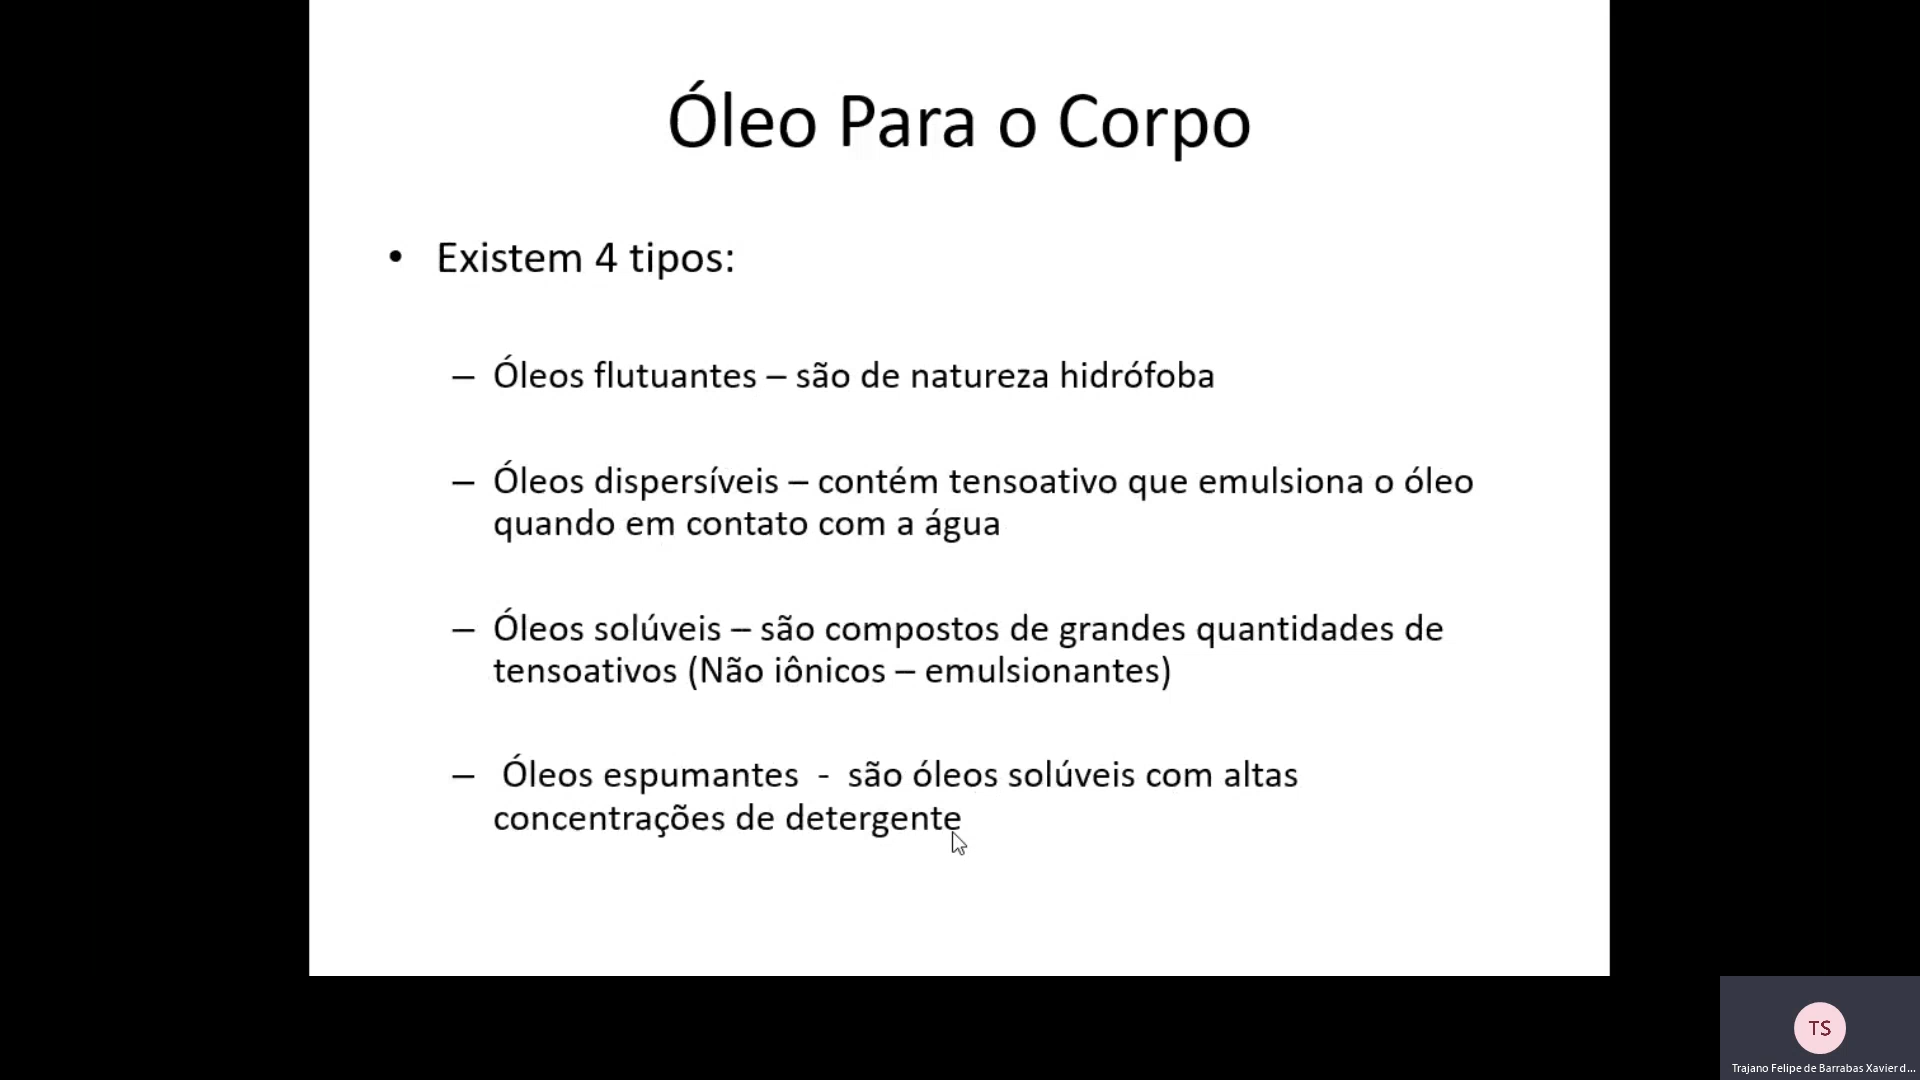 Óleo Para o Corpo
• Existem 4 tipos:
– Óleos flutuantes – são de natureza hidrófoba
– Óleos dispersíveis – contém tensoativo que emulsiona o óleo
quando em contato com a água
– Óleos solúveis – são compostos de grandes quantidades de
tensoativos (Não iônicos – emulsionantes)
– Óleos espumantes - são óleos solúveis com altas
concentrações de detergente
TS
Trajano Felipe de Barrabas Xavier d...